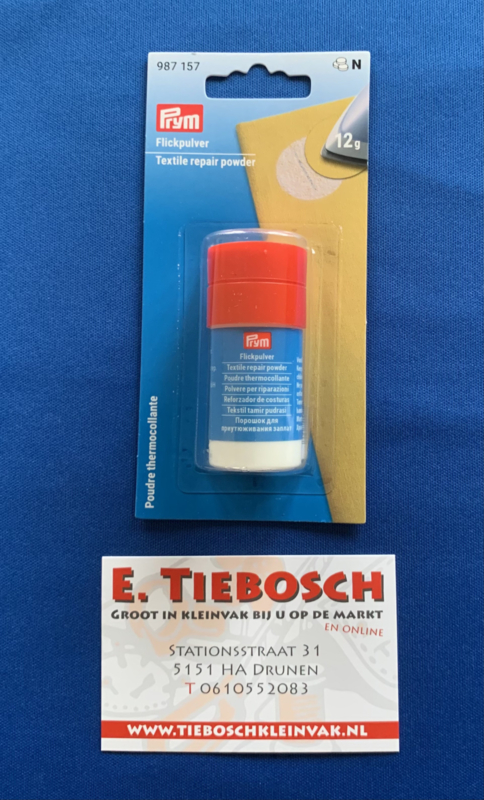 987 157
N
Prym
Flickpulver
Textile repair powder
12 g
Prym
Flickpulver
Textile repair powder
Poudre thermocollante
Polvere per riparazioni
Reforzador de costuras
Tekstil tamir pudrası
Порошок для
приутюживания заплат
Poudre thermocollante
E. TIEBOSCH
GROOT IN KLEINVAK BIJ U OP DE MARKT
EN ONLINE
STATIONSSTRAAT 31
5151 HA DRUNEN
T 0610552083
WWW.TIEBOSCHKLEINVAK.NL